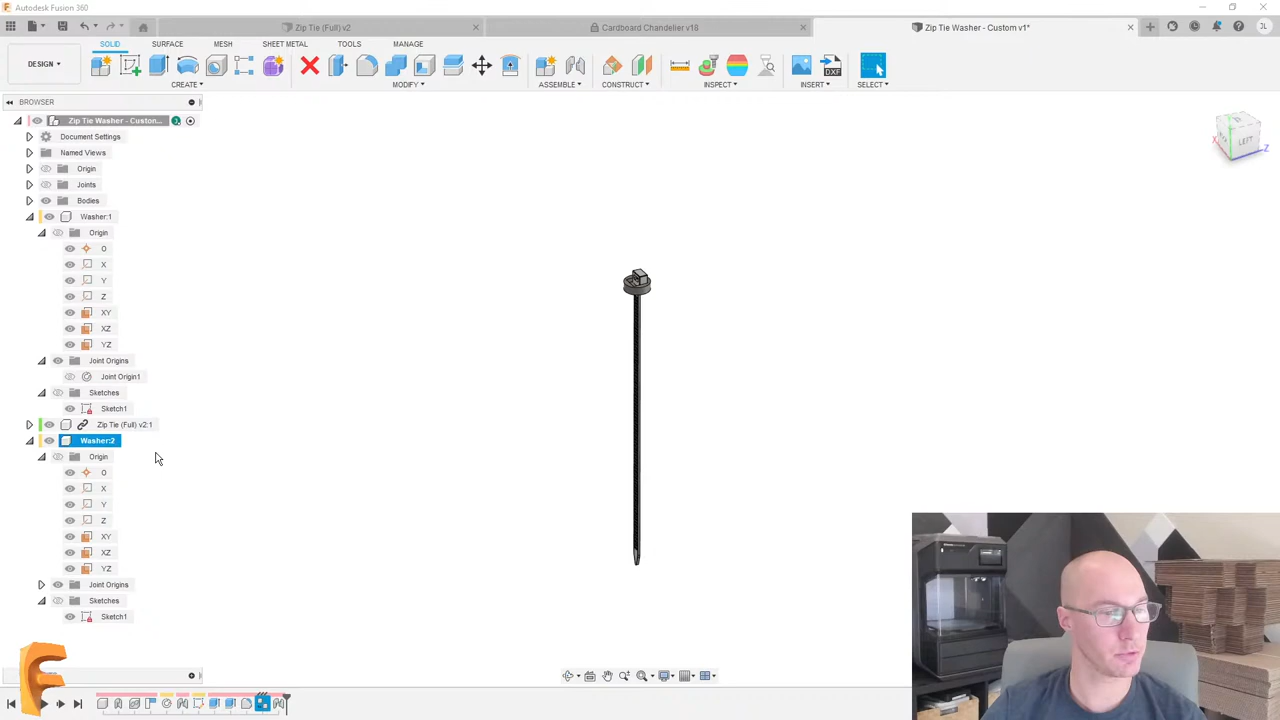 Autodesk Fusion 360
Zip Tie (Full) v2
Cardboard Chandelier v18
Zip Tie Washer - Custom v1*
JL
SOLID
SURFACE
MESH
SHEET METAL
TOOLS
MANAGE
DESIGN
CREATE
MODIFY
ASSEMBLE
CONSTRUCT
INSPECT
INSERT
SELECT
DXF
BROWSER
Zip Tie Washer - Custom...
Document Settings
Named Views
Origin
Joints
Bodies
Washer:1
Origin
O
X
Y
Z
XY
XZ
YZ
Joint Origins
Joint Origin1
Sketches
Sketch1
Zip Tie (Full) v2:1
Washer:2
Origin
O
X
Y
Z
XY
XZ
YZ
Joint Origins
Sketches
Sketch1
LEFT
X
Z